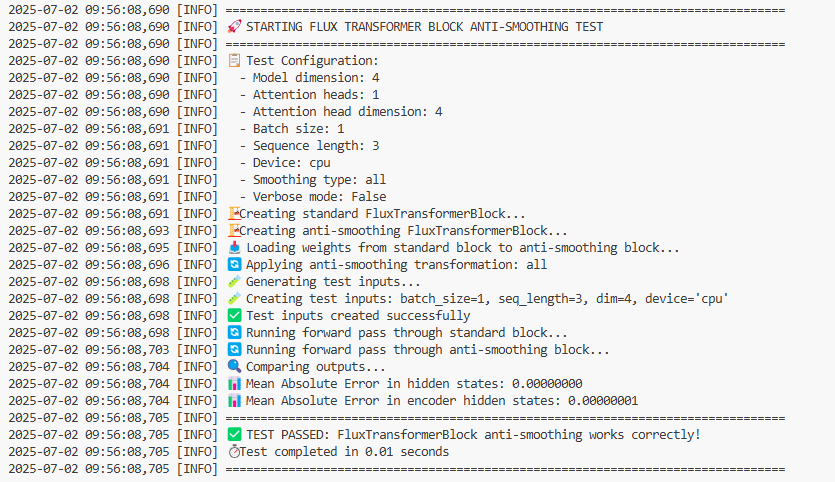 2025-07-02 09:56:08,690 [INFO] ================================================================================
2025-07-02 09:56:08,690 [INFO] 🚀 STARTING FLUX TRANSFORMER BLOCK ANTI-SMOOTHING TEST
2025-07-02 09:56:08,690 [INFO] ================================================================================
2025-07-02 09:56:08,690 [INFO] 📋 Test Configuration:
2025-07-02 09:56:08,690 [INFO]   - Model dimension: 4
2025-07-02 09:56:08,690 [INFO]   - Attention heads: 1
2025-07-02 09:56:08,690 [INFO]   - Attention head dimension: 4
2025-07-02 09:56:08,691 [INFO]   - Batch size: 1
2025-07-02 09:56:08,691 [INFO]   - Sequence length: 3
2025-07-02 09:56:08,691 [INFO]   - Device: cpu
2025-07-02 09:56:08,691 [INFO]   - Smoothing type: all
2025-07-02 09:56:08,691 [INFO]   - Verbose mode: False
2025-07-02 09:56:08,691 [INFO] 🏗️Creating standard FluxTransformerBlock...
2025-07-02 09:56:08,693 [INFO] 🏗️Creating anti-smoothing FluxTransformerBlock...
2025-07-02 09:56:08,695 [INFO] 📥 Loading weights from standard block to anti-smoothing block...
2025-07-02 09:56:08,696 [INFO] 🔄 Applying anti-smoothing transformation: all
2025-07-02 09:56:08,698 [INFO] 🧪 Generating test inputs...
2025-07-02 09:56:08,698 [INFO] 🧪 Creating test inputs: batch_size=1, seq_length=3, dim=4, device='cpu'
2025-07-02 09:56:08,698 [INFO] ✅ Test inputs created successfully
2025-07-02 09:56:08,698 [INFO] 🔄 Running forward pass through standard block...
2025-07-02 09:56:08,703 [INFO] 🔄 Running forward pass through anti-smoothing block...
2025-07-02 09:56:08,704 [INFO] 🔍 Comparing outputs...
2025-07-02 09:56:08,704 [INFO] 📊 Mean Absolute Error in hidden states: 0.00000000
2025-07-02 09:56:08,704 [INFO] 📊 Mean Absolute Error in encoder hidden states: 0.00000001
2025-07-02 09:56:08,705 [INFO] ================================================================================
2025-07-02 09:56:08,705 [INFO] ✅ TEST PASSED: FluxTransformerBlock anti-smoothing works correctly!
2025-07-02 09:56:08,705 [INFO] ⏱️Test completed in 0.01 seconds
2025-07-02 09:56:08,705 [INFO] ================================================================================